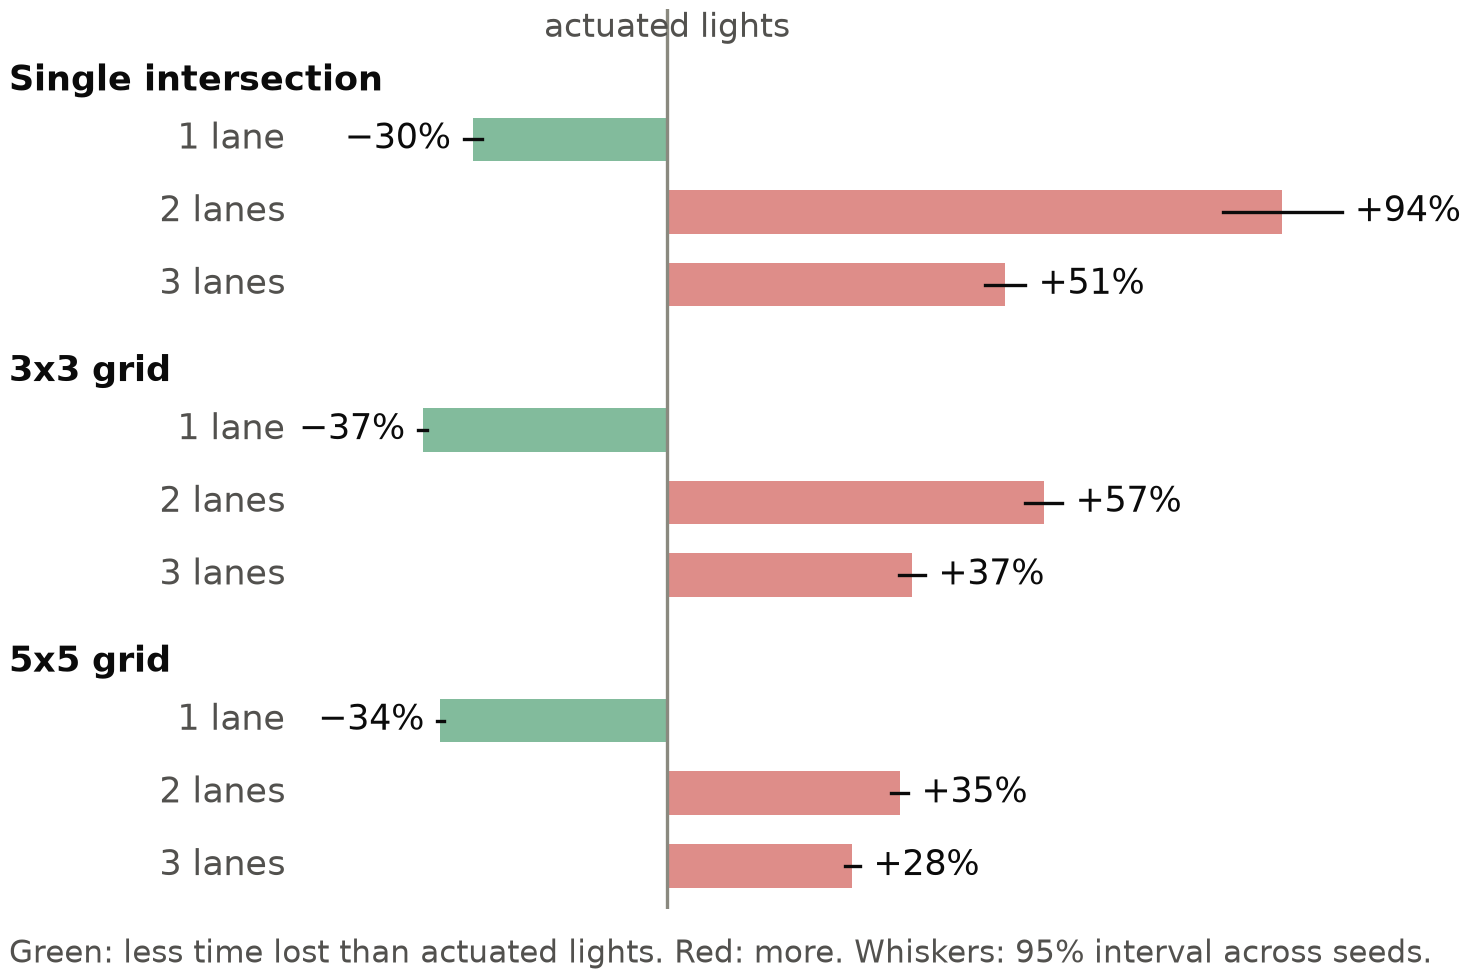 actuated lights
Single intersection
1 lane −30%
2 lanes +94%
3 lanes +51%
3x3 grid
1 lane −37%
2 lanes +57%
3 lanes +37%
5x5 grid
1 lane −34%
2 lanes +35%
3 lanes +28%
Green: less time lost than actuated lights. Red: more. Whiskers: 95% interval across seeds.